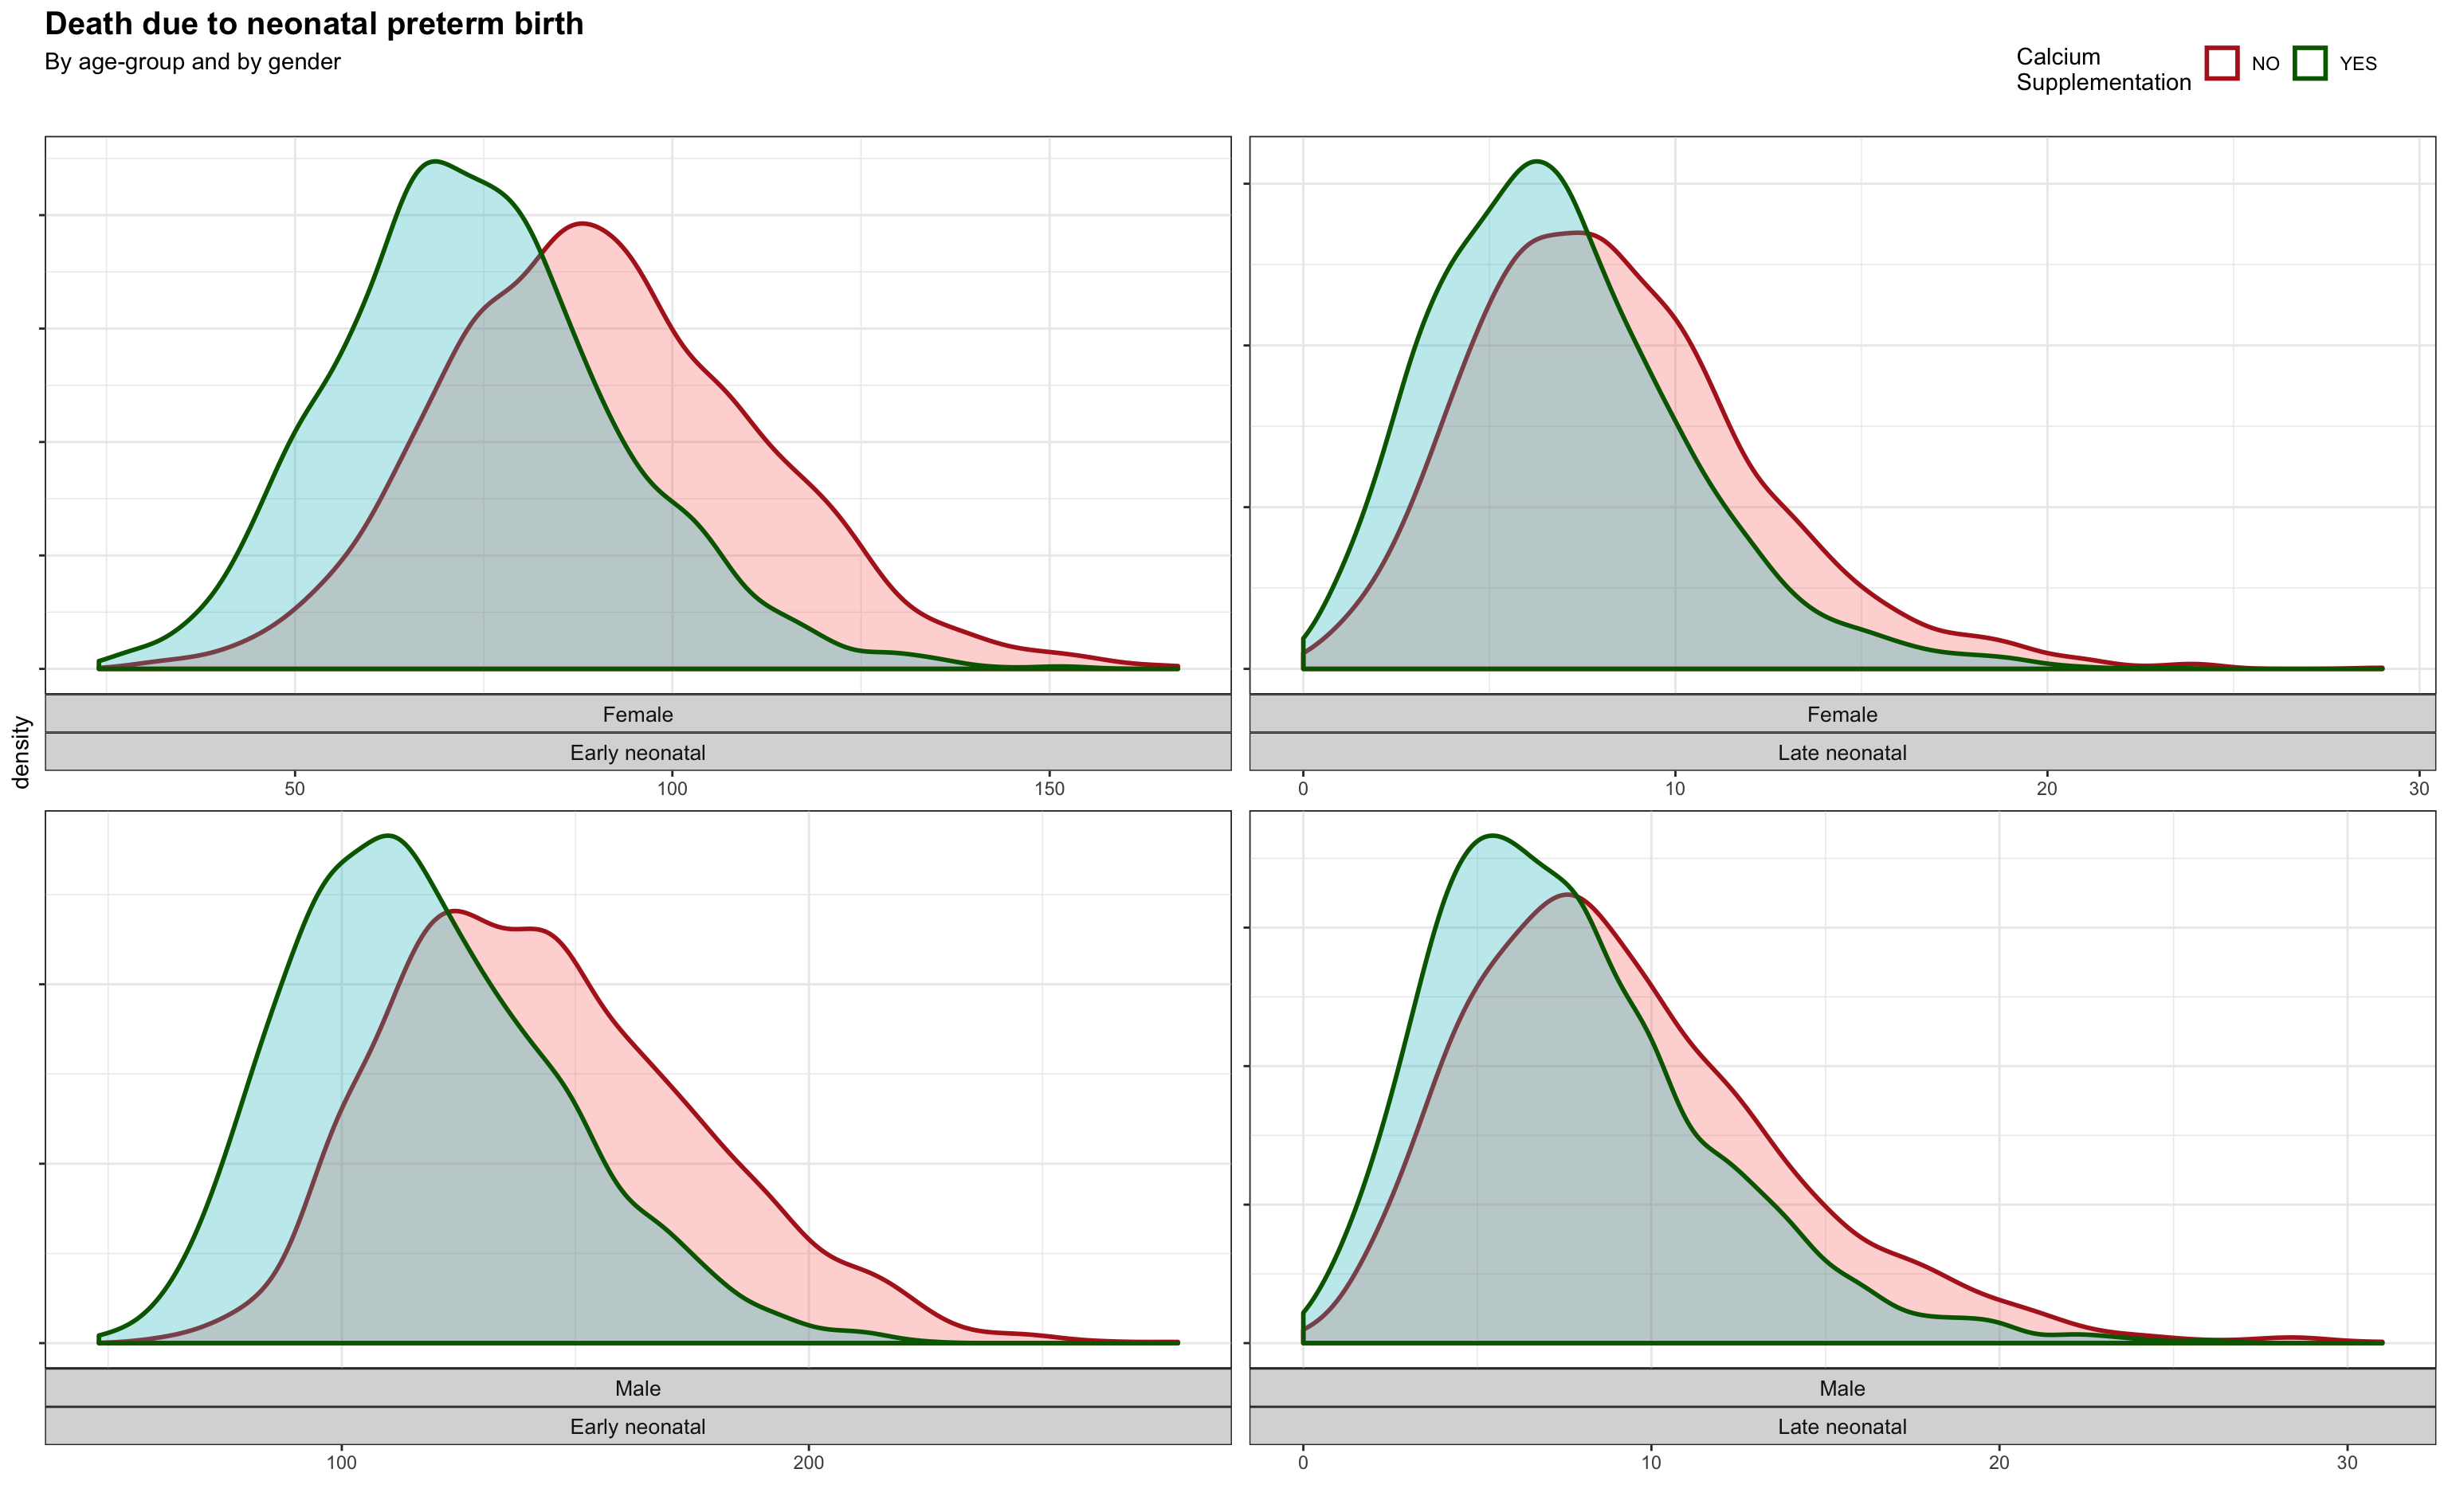 Death due to neonatal preterm birth
By age-group and by gender
Calcium
Supplementation
NO
YES
density
Female
Early neonatal
50
100
150
Female
Late neonatal
0
10
20
30
Male
Early neonatal
100
200
Male
Late neonatal
0
10
20
30